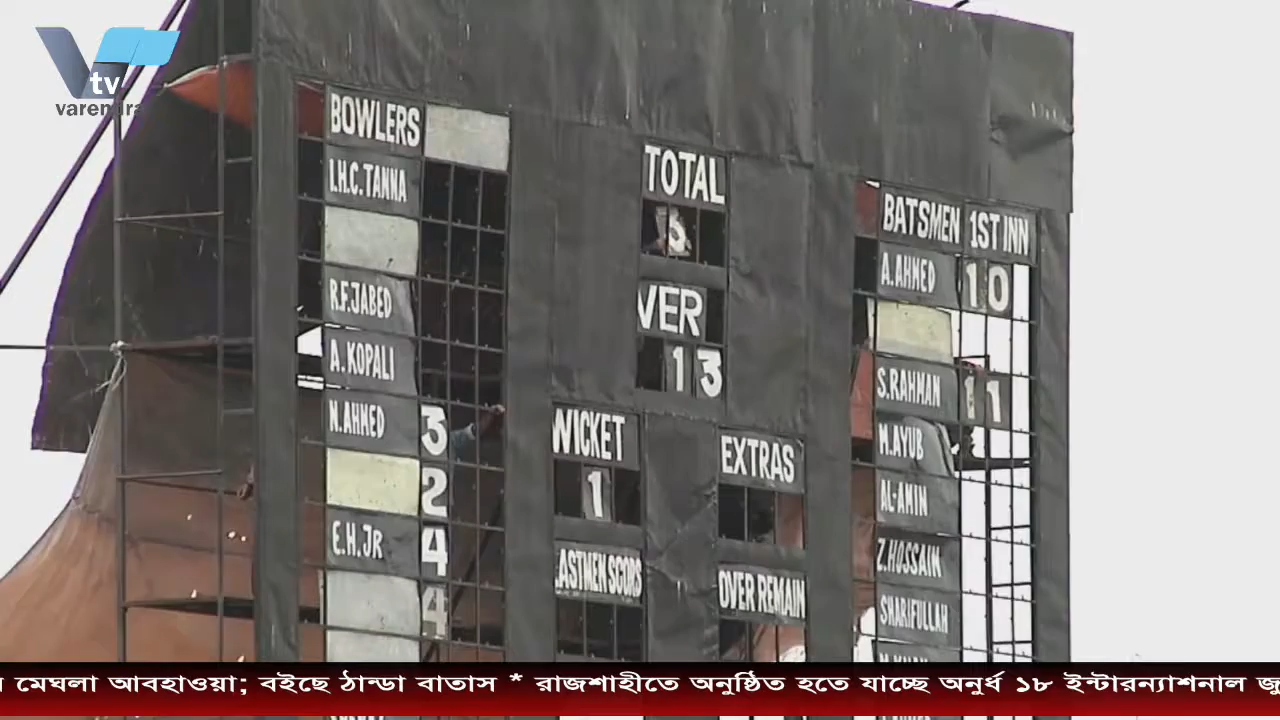 V
tv
varendra
BOWLERS
I.H.C.TANNA
R.F.JABED
A.KOPALI
N.AHMED 3
2
E.H.JR 4
4
TOTAL
VER
13
WICKET
1
EXTRAS
LASTMEN SCORS
OVER REMAIN
BATSMEN 1ST INN
A.AHMED 10
S.RAHMAN 11
M.AYUB
AL-AMIN
Z.HOSSAIN
SHARIFULLAH
মেঘলা আবহাওয়া; বইছে ঠান্ডা বাতাস * রাজশাহীতে অনুষ্ঠিত হতে যাচ্ছে অনুর্ধ ১৮ ইন্টারন্যাশনাল